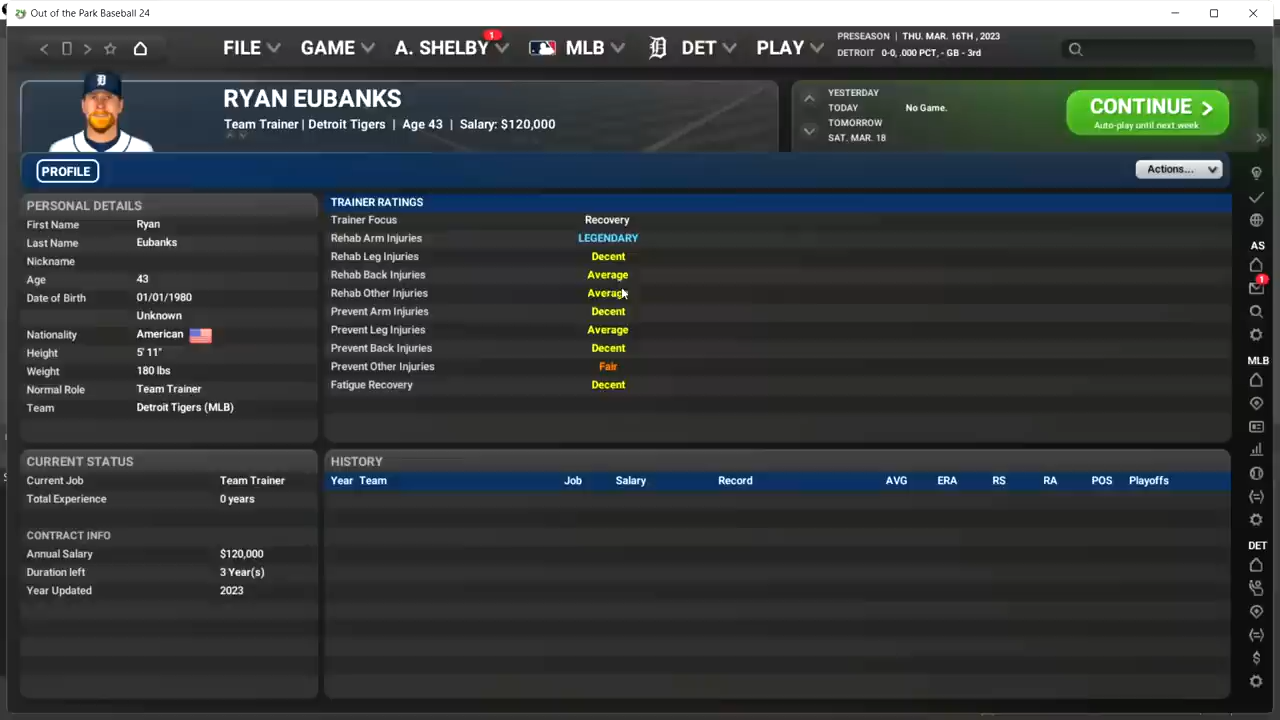 Out of the Park Baseball 24
FILE GAME A. SHELBY 1 MLB DET PLAY
PRESEASON | THU. MAR. 16TH, 2023
DETROIT 0-0, .000 PCT, - GB - 3rd
RYAN EUBANKS
Team Trainer | Detroit Tigers | Age 43 | Salary: $120,000
YESTERDAY
TODAY No Game.
TOMORROW
SAT. MAR. 18
CONTINUE
Auto-play until next week
PROFILE
Actions...
PERSONAL DETAILS
First Name Ryan
Last Name Eubanks
Nickname
Age 43
Date of Birth 01/01/1980
Unknown
Nationality American
Height 5' 11"
Weight 180 lbs
Normal Role Team Trainer
Team Detroit Tigers (MLB)
TRAINER RATINGS
Trainer Focus Recovery
Rehab Arm Injuries LEGENDARY
Rehab Leg Injuries Decent
Rehab Back Injuries Average
Rehab Other Injuries Average
Prevent Arm Injuries Decent
Prevent Leg Injuries Average
Prevent Back Injuries Decent
Prevent Other Injuries Fair
Fatigue Recovery Decent
CURRENT STATUS
Current Job Team Trainer
Total Experience 0 years
CONTRACT INFO
Annual Salary $120,000
Duration left 3 Year(s)
Year Updated 2023
HISTORY
Year Team Job Salary Record AVG ERA RS RA POS Playoffs
AS
1
MLB
DET